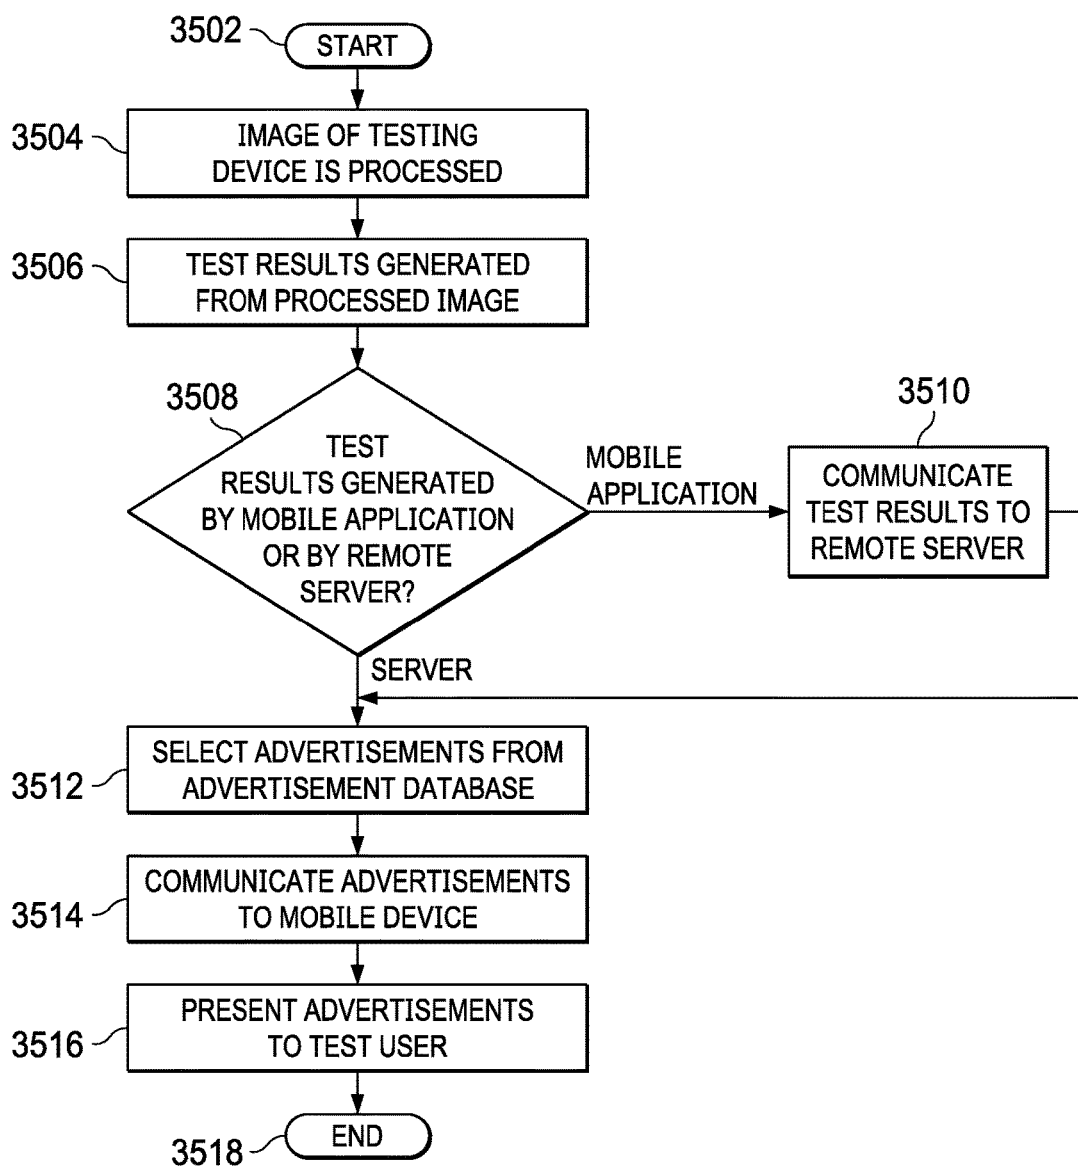 3502
START
3504
IMAGE OF TESTING
DEVICE IS PROCESSED
3506
TEST RESULTS GENERATED
FROM PROCESSED IMAGE
3508
TEST
RESULTS GENERATED
BY MOBILE APPLICATION
OR BY REMOTE
SERVER?
MOBILE
APPLICATION
3510
COMMUNICATE
TEST RESULTS TO
REMOTE SERVER
SERVER
3512
SELECT ADVERTISEMENTS FROM
ADVERTISEMENT DATABASE
3514
COMMUNICATE ADVERTISEMENTS
TO MOBILE DEVICE
3516
PRESENT ADVERTISEMENTS
TO TEST USER
3518
END